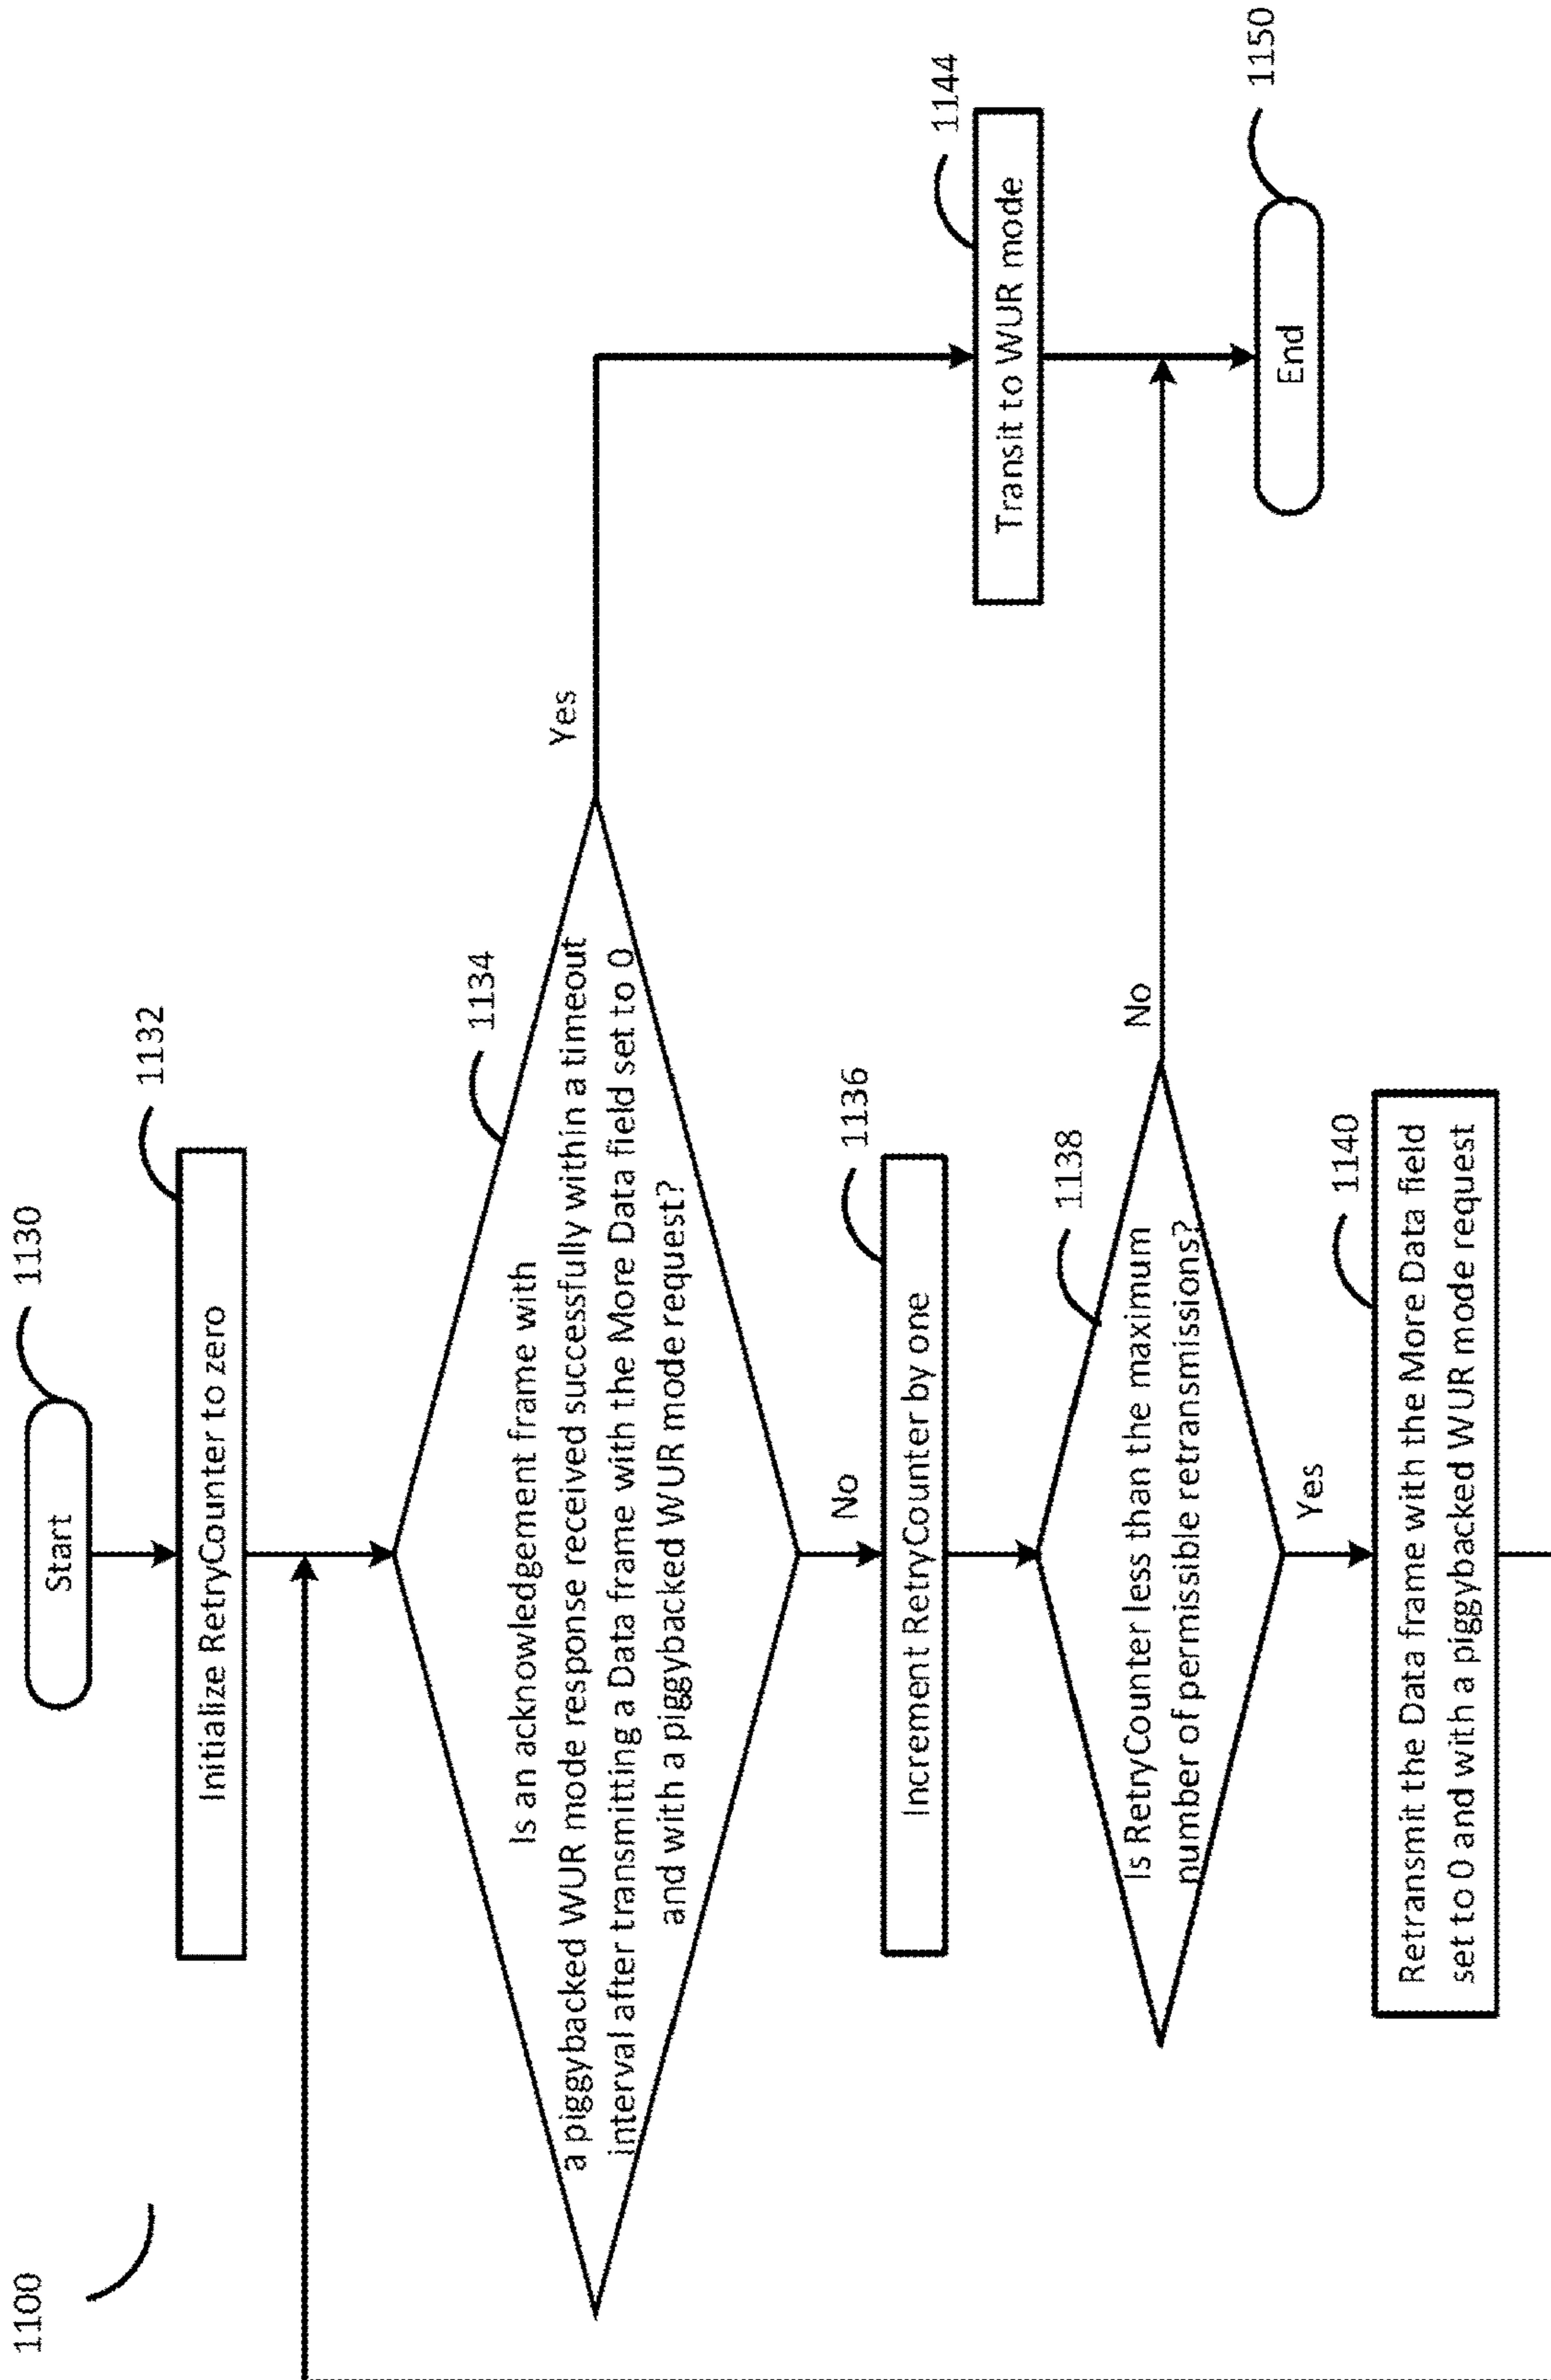 1100
Start
1130
Initialize RetryCounter to zero
1132
Is an acknowledgement frame with
a piggybacked WUR mode response received successfully within a timeout
interval after transmitting a Data frame with the More Data field set to 0
and with a piggybacked WUR mode request?
1134
Yes
No
Increment RetryCounter by one
1136
Is RetryCounter less than the maximum
number of permissible retransmissions?
1138
No
Yes
Retransmit the Data frame with the More Data field
set to 0 and with a piggybacked WUR mode request
1140
Transit to WUR mode
1144
End
1150